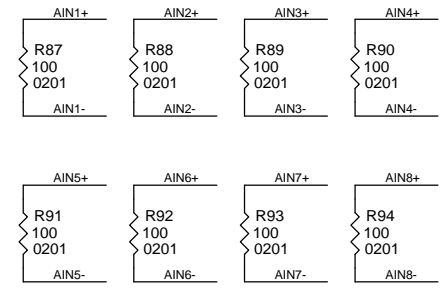 AIN1+ AIN2+ AIN3+ AIN4+
R87 R88 R89 R90
100 100 100 100
0201 0201 0201 0201
AIN1- AIN2- AIN3- AIN4-
AIN5+ AIN6+ AIN7+ AIN8+
R91 R92 R93 R94
100 100 100 100
0201 0201 0201 0201
AIN5- AIN6- AIN7- AIN8-